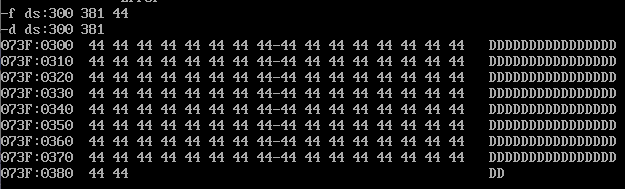 Error
-f ds:300 381 44
-d ds:300 381
073F:0300 44 44 44 44 44 44 44 44-44 44 44 44 44 44 44 44 DDDDDDDDDDDDDDDD
073F:0310 44 44 44 44 44 44 44 44-44 44 44 44 44 44 44 44 DDDDDDDDDDDDDDDD
073F:0320 44 44 44 44 44 44 44 44-44 44 44 44 44 44 44 44 DDDDDDDDDDDDDDDD
073F:0330 44 44 44 44 44 44 44 44-44 44 44 44 44 44 44 44 DDDDDDDDDDDDDDDD
073F:0340 44 44 44 44 44 44 44 44-44 44 44 44 44 44 44 44 DDDDDDDDDDDDDDDD
073F:0350 44 44 44 44 44 44 44 44-44 44 44 44 44 44 44 44 DDDDDDDDDDDDDDDD
073F:0360 44 44 44 44 44 44 44 44-44 44 44 44 44 44 44 44 DDDDDDDDDDDDDDDD
073F:0370 44 44 44 44 44 44 44 44-44 44 44 44 44 44 44 44 DDDDDDDDDDDDDDDD
073F:0380 44 44 DD